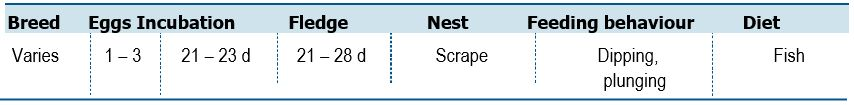 Breed Eggs Incubation Fledge Nest Feeding behaviour Diet
Varies 1 – 3 21 – 23 d 21 – 28 d Scrape Dipping, Fish
plunging